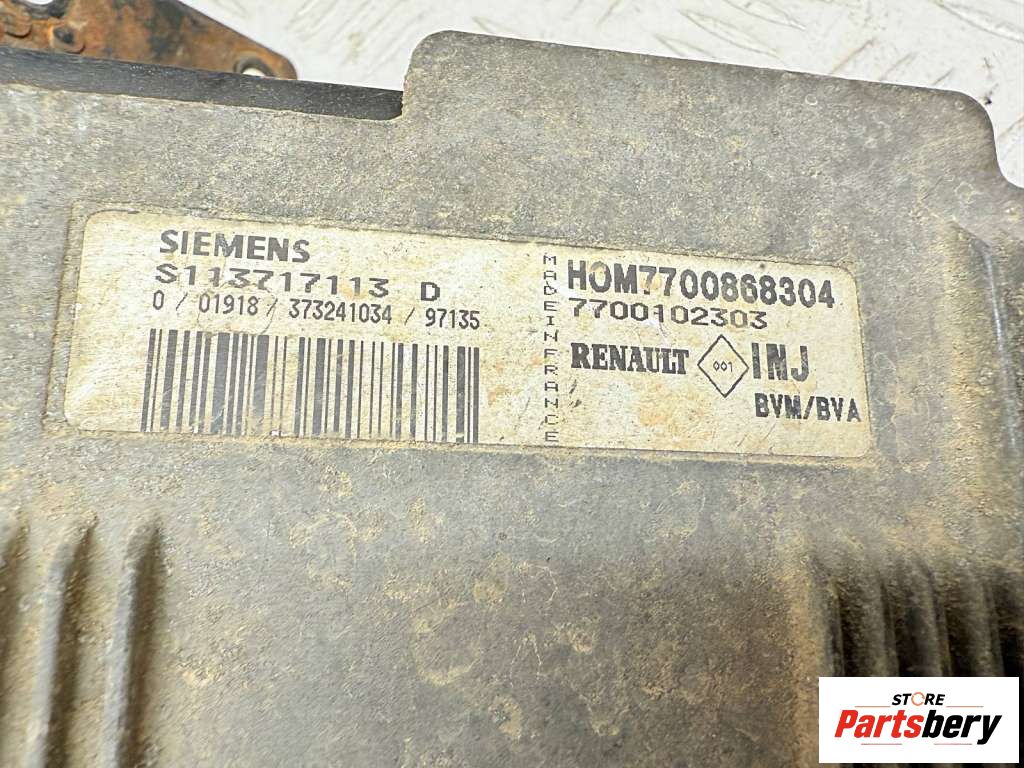 SIEMENS
S113717113 D
0 / 01918 / 373241034 / 97135
MADE IN FRANCE
HOM7700868304
7700102303
RENAULT 001 INJ
BVM/BVA
STORE
Partsbery